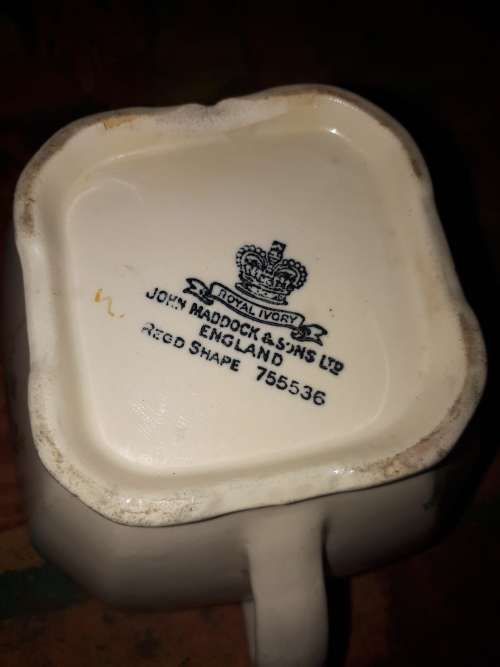 ROYAL IVORY
JOHN MADDOCK & SONS LTD
ENGLAND
REGD SHAPE 755536